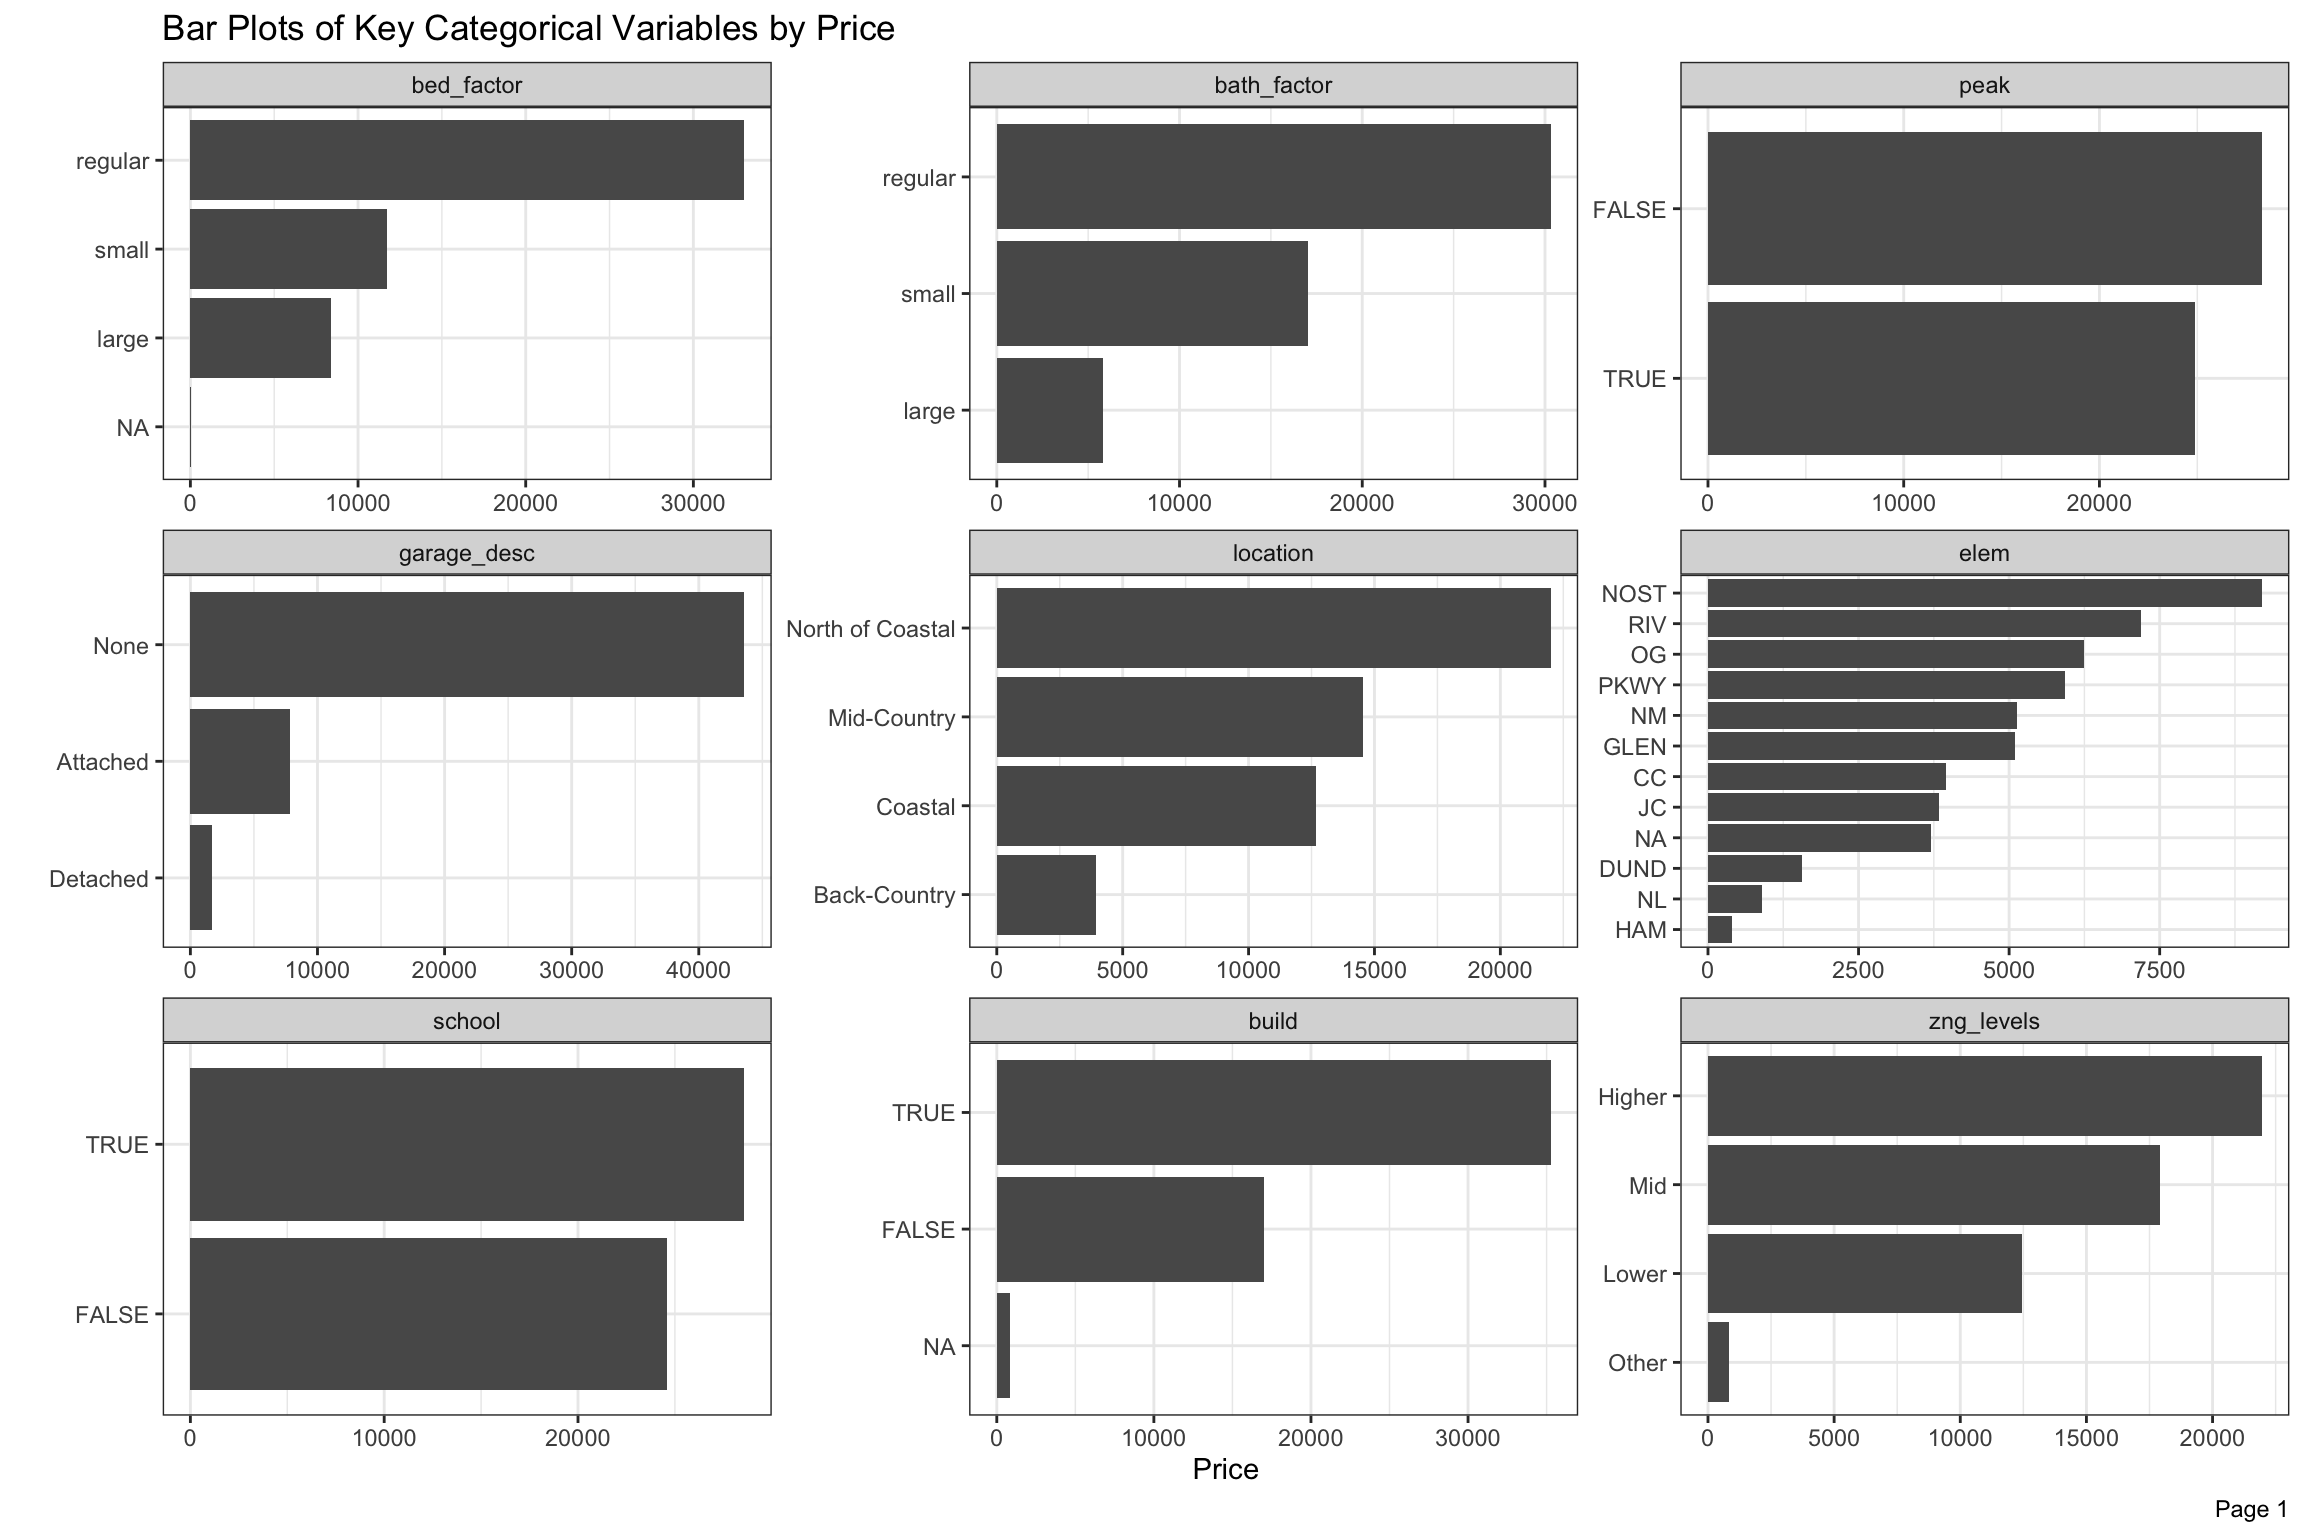 Bar Plots of Key Categorical Variables by Price
bed_factor
regular
small
large
NA
0 10000 20000 30000
bath_factor
regular
small
large
0 10000 20000 30000
peak
FALSE
TRUE
0 10000 20000
garage_desc
None
Attached
Detached
0 10000 20000 30000 40000
location
North of Coastal
Mid-Country
Coastal
Back-Country
0 5000 10000 15000 20000
elem
NOST
RIV
OG
PKWY
NM
GLEN
CC
JC
NA
DUND
NL
HAM
0 2500 5000 7500
school
TRUE
FALSE
0 10000 20000
build
TRUE
FALSE
NA
0 10000 20000 30000
zng_levels
Higher
Mid
Lower
Other
0 5000 10000 15000 20000
Price
Page 1